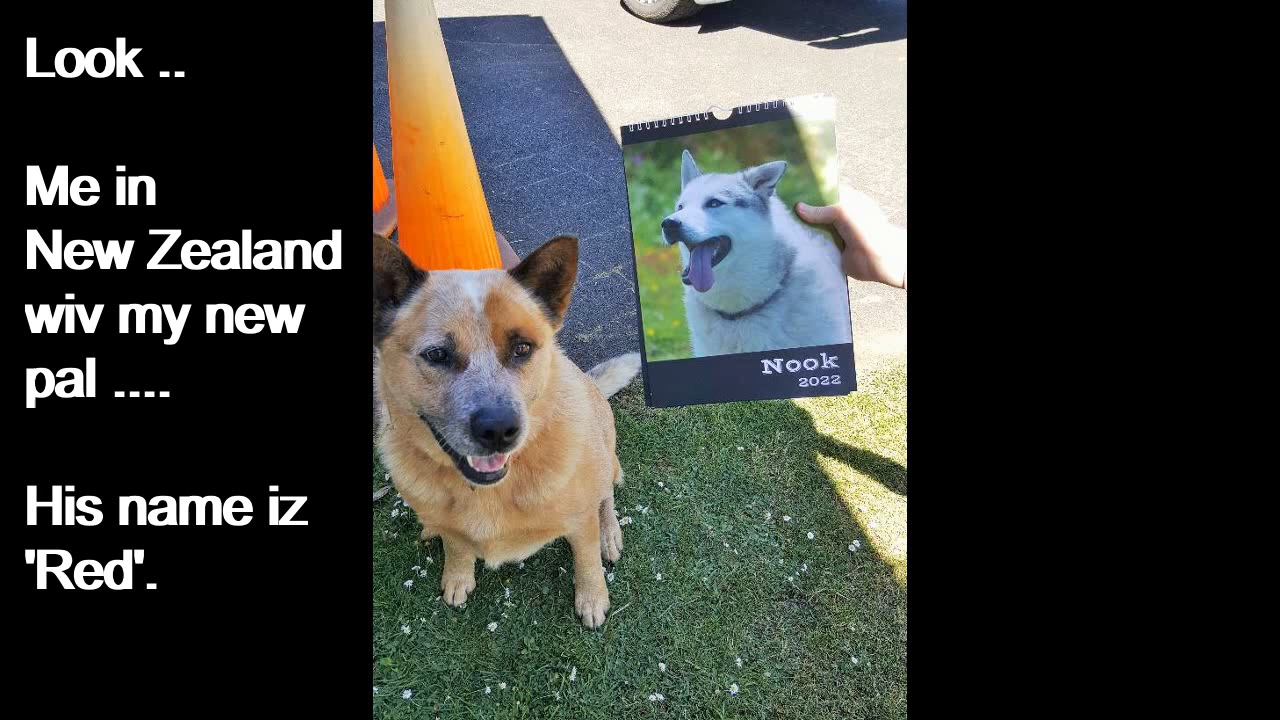 Look ..
Me in
New Zealand
wiv my new
pal ....
His name iz
'Red'.
Nook
2022